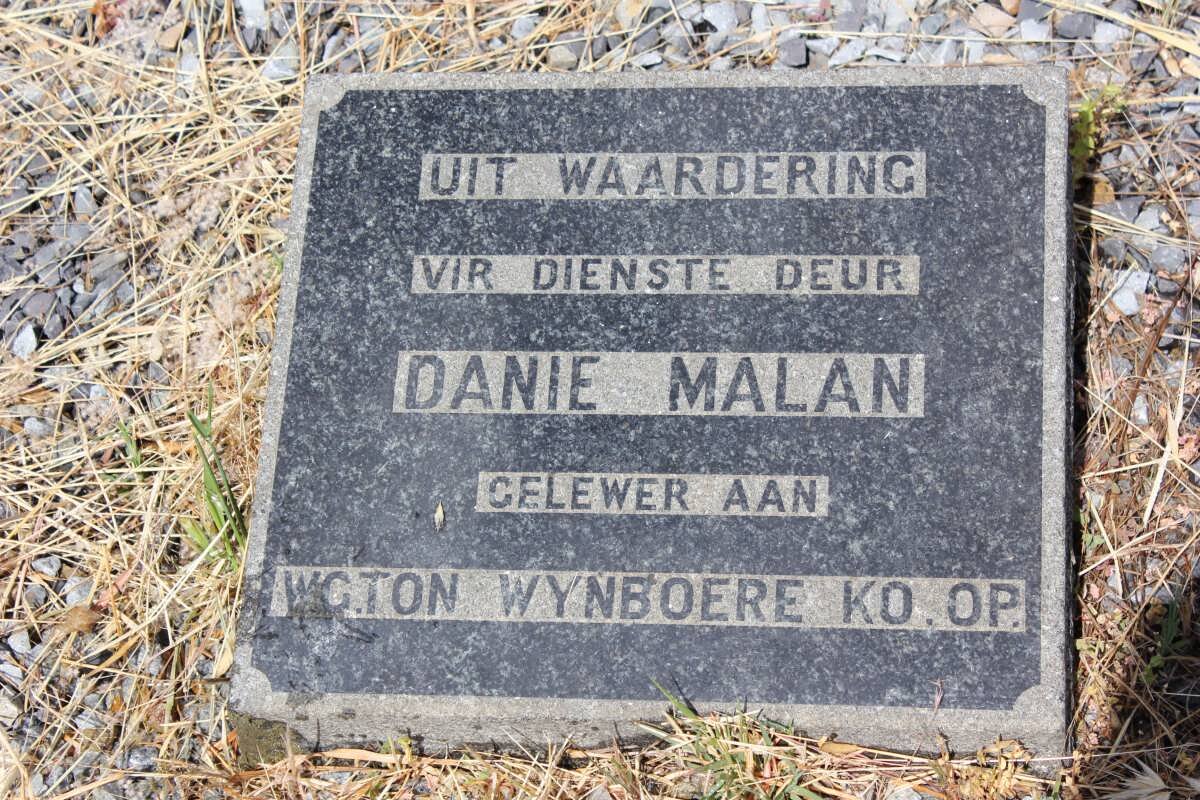 UIT WAARDERING
VIR DIENSTE DEUR
DANIE MALAN
GELEWER AAN
W.G.TON WYNBOERE KO.OP.